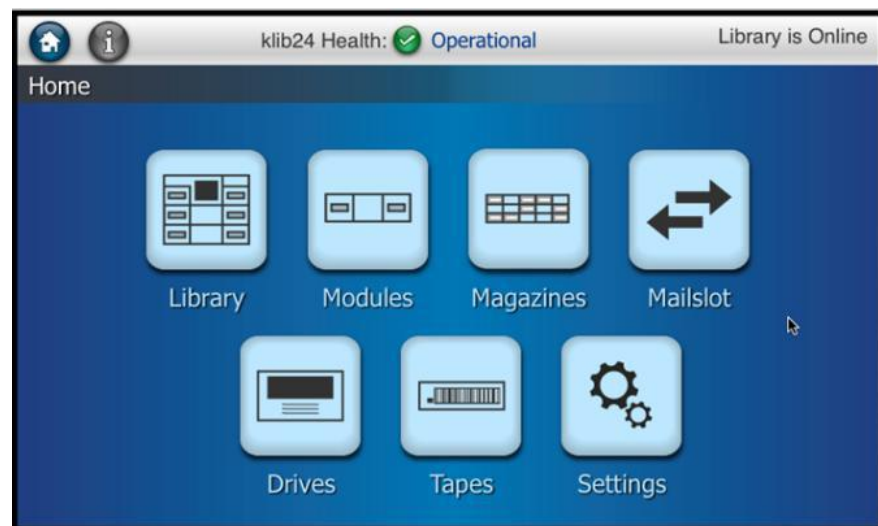 klib24 Health: Operational
Library is Online
Home
Library
Modules
Magazines
Mailslot
Drives
Tapes
Settings